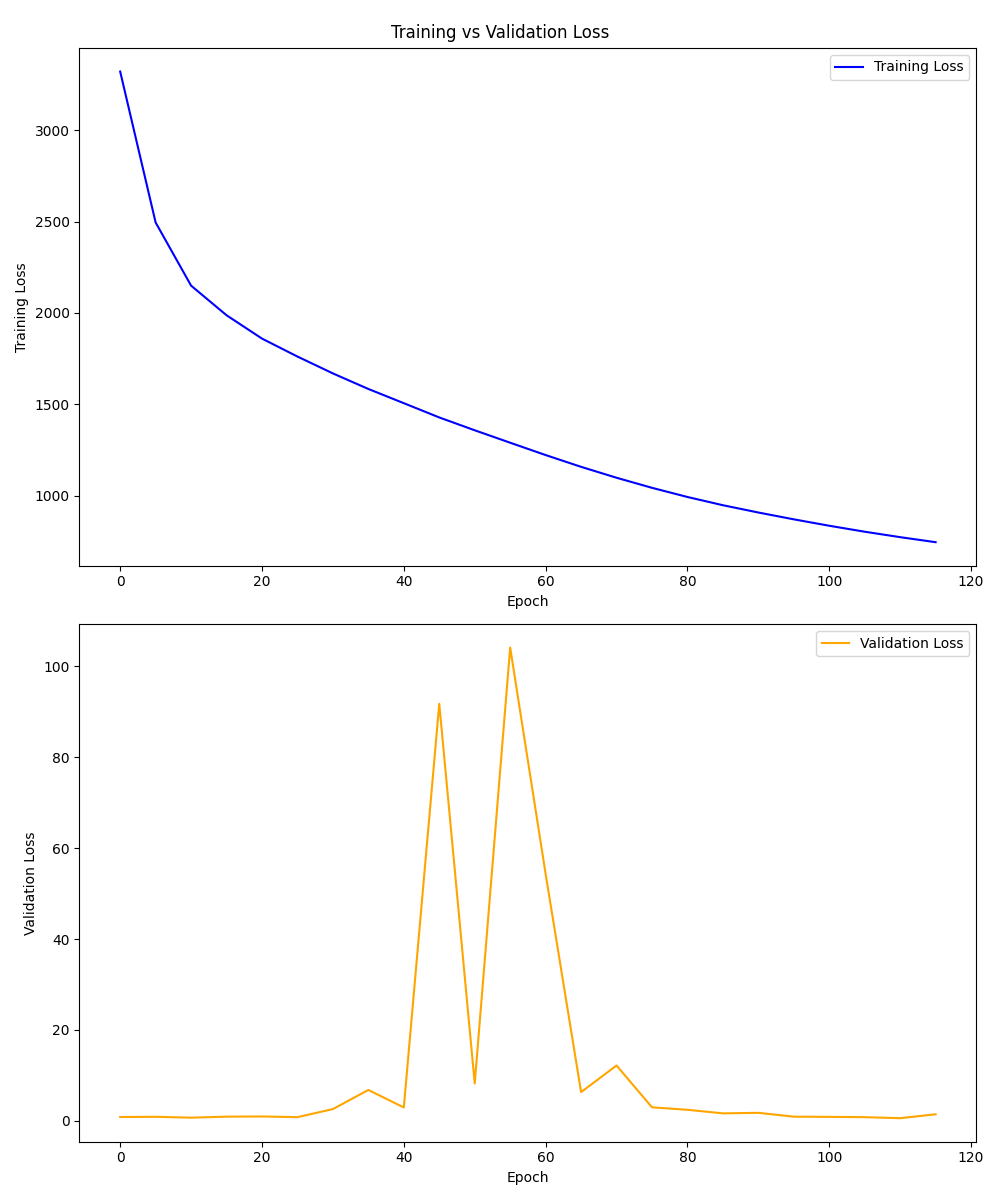 Training vs Validation Loss
Training Loss
3000
2500
2000
1500
1000
Training Loss
0 20 40 60 80 100 120
Epoch
Validation Loss
100
80
60
40
20
0
Validation Loss
0 20 40 60 80 100 120
Epoch